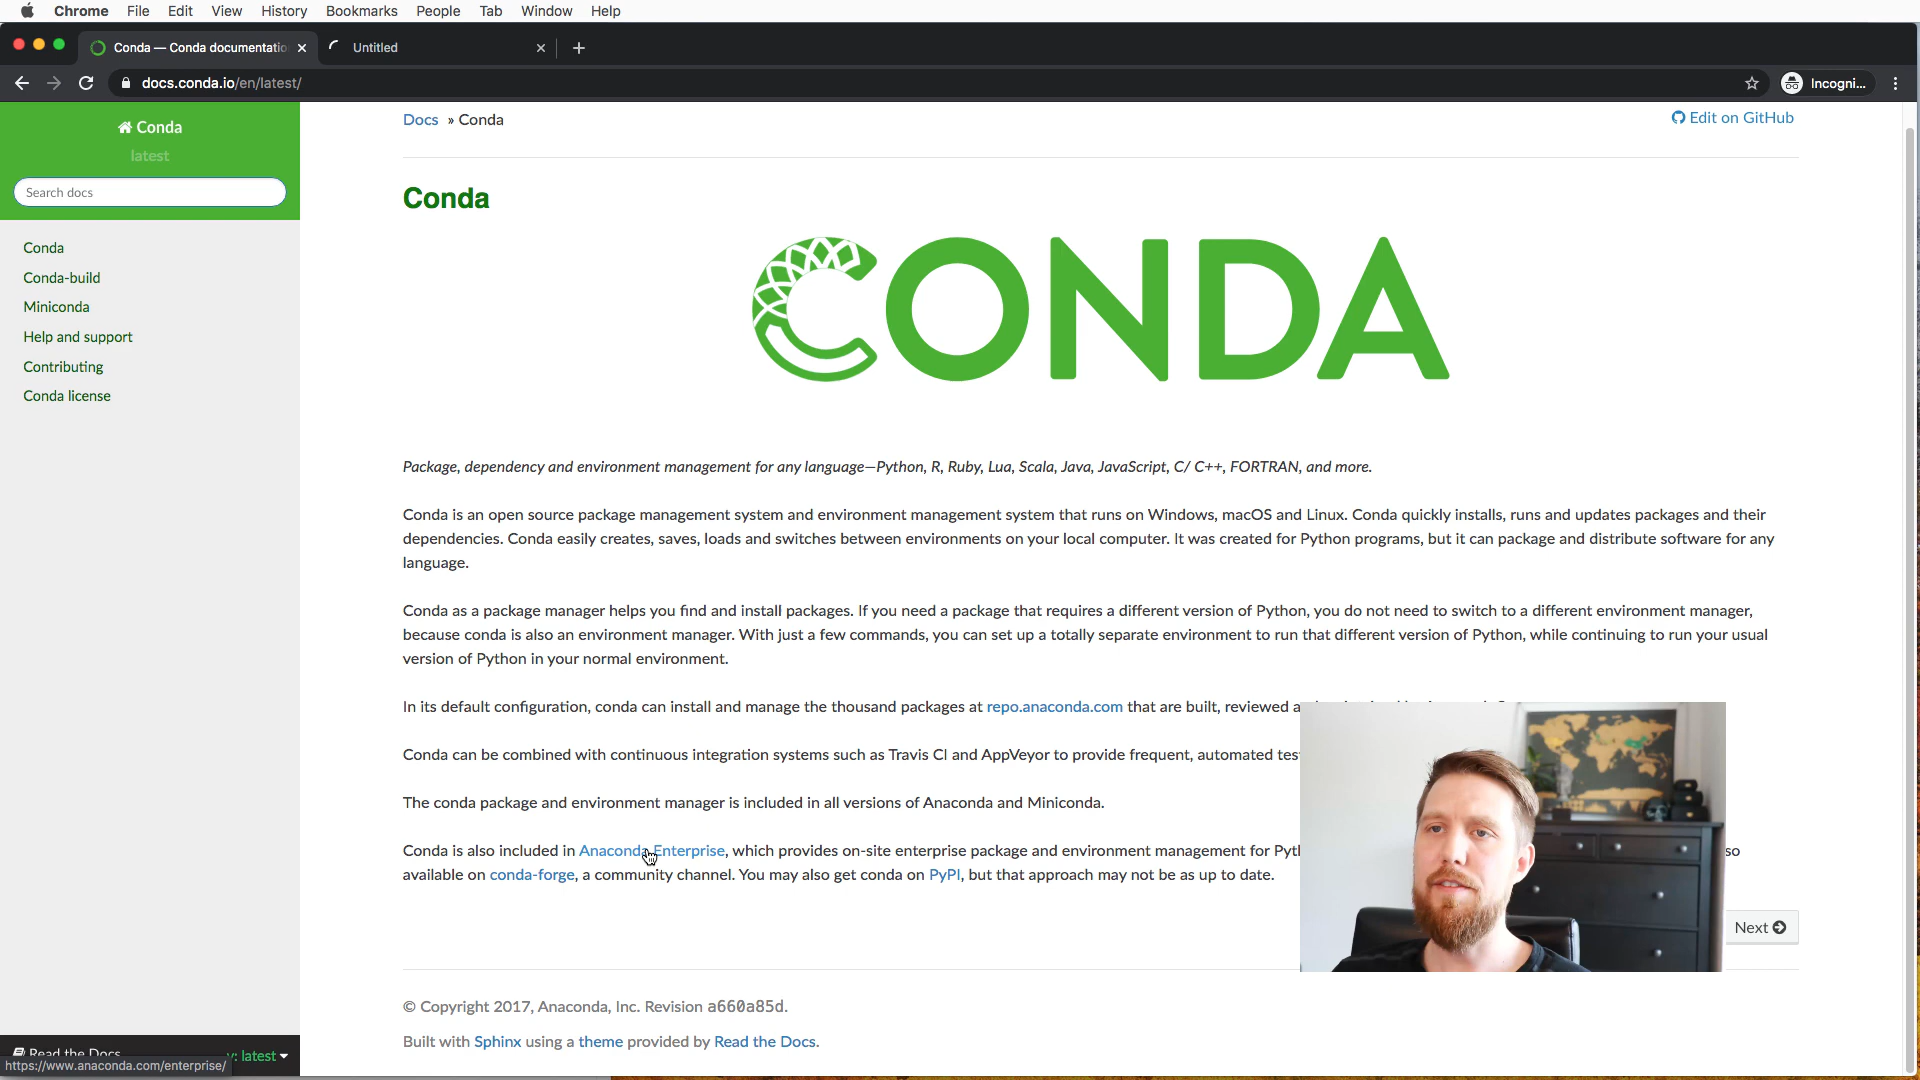 Chrome File Edit View History Bookmarks People Tab Window Help
Conda — Conda documentatio
Untitled
docs.conda.io/en/latest/
Incogni...
Conda
latest
Search docs
Conda
Conda-build
Miniconda
Help and support
Contributing
Conda license
Docs » Conda
Edit on GitHub
Conda
CONDA
Package, dependency and environment management for any language—Python, R, Ruby, Lua, Scala, Java, JavaScript, C/ C++, FORTRAN, and more.
Conda is an open source package management system and environment management system that runs on Windows, macOS and Linux. Conda quickly installs, runs and updates packages and their
dependencies. Conda easily creates, saves, loads and switches between environments on your local computer. It was created for Python programs, but it can package and distribute software for any
language.
Conda as a package manager helps you find and install packages. If you need a package that requires a different version of Python, you do not need to switch to a different environment manager,
because conda is also an environment manager. With just a few commands, you can set up a totally separate environment to run that different version of Python, while continuing to run your usual
version of Python in your normal environment.
In its default configuration, conda can install and manage the thousand packages at repo.anaconda.com that are built, reviewed a
Conda can be combined with continuous integration systems such as Travis CI and AppVeyor to provide frequent, automated tes
The conda package and environment manager is included in all versions of Anaconda and Miniconda.
Conda is also included in Anaconda Enterprise, which provides on-site enterprise package and environment management for Pyt so
available on conda-forge, a community channel. You may also get conda on PyPI, but that approach may not be as up to date.
Next
© Copyright 2017, Anaconda, Inc. Revision a660a85d.
Built with Sphinx using a theme provided by Read the Docs.
Read the Docs v: latest
https://www.anaconda.com/enterprise/